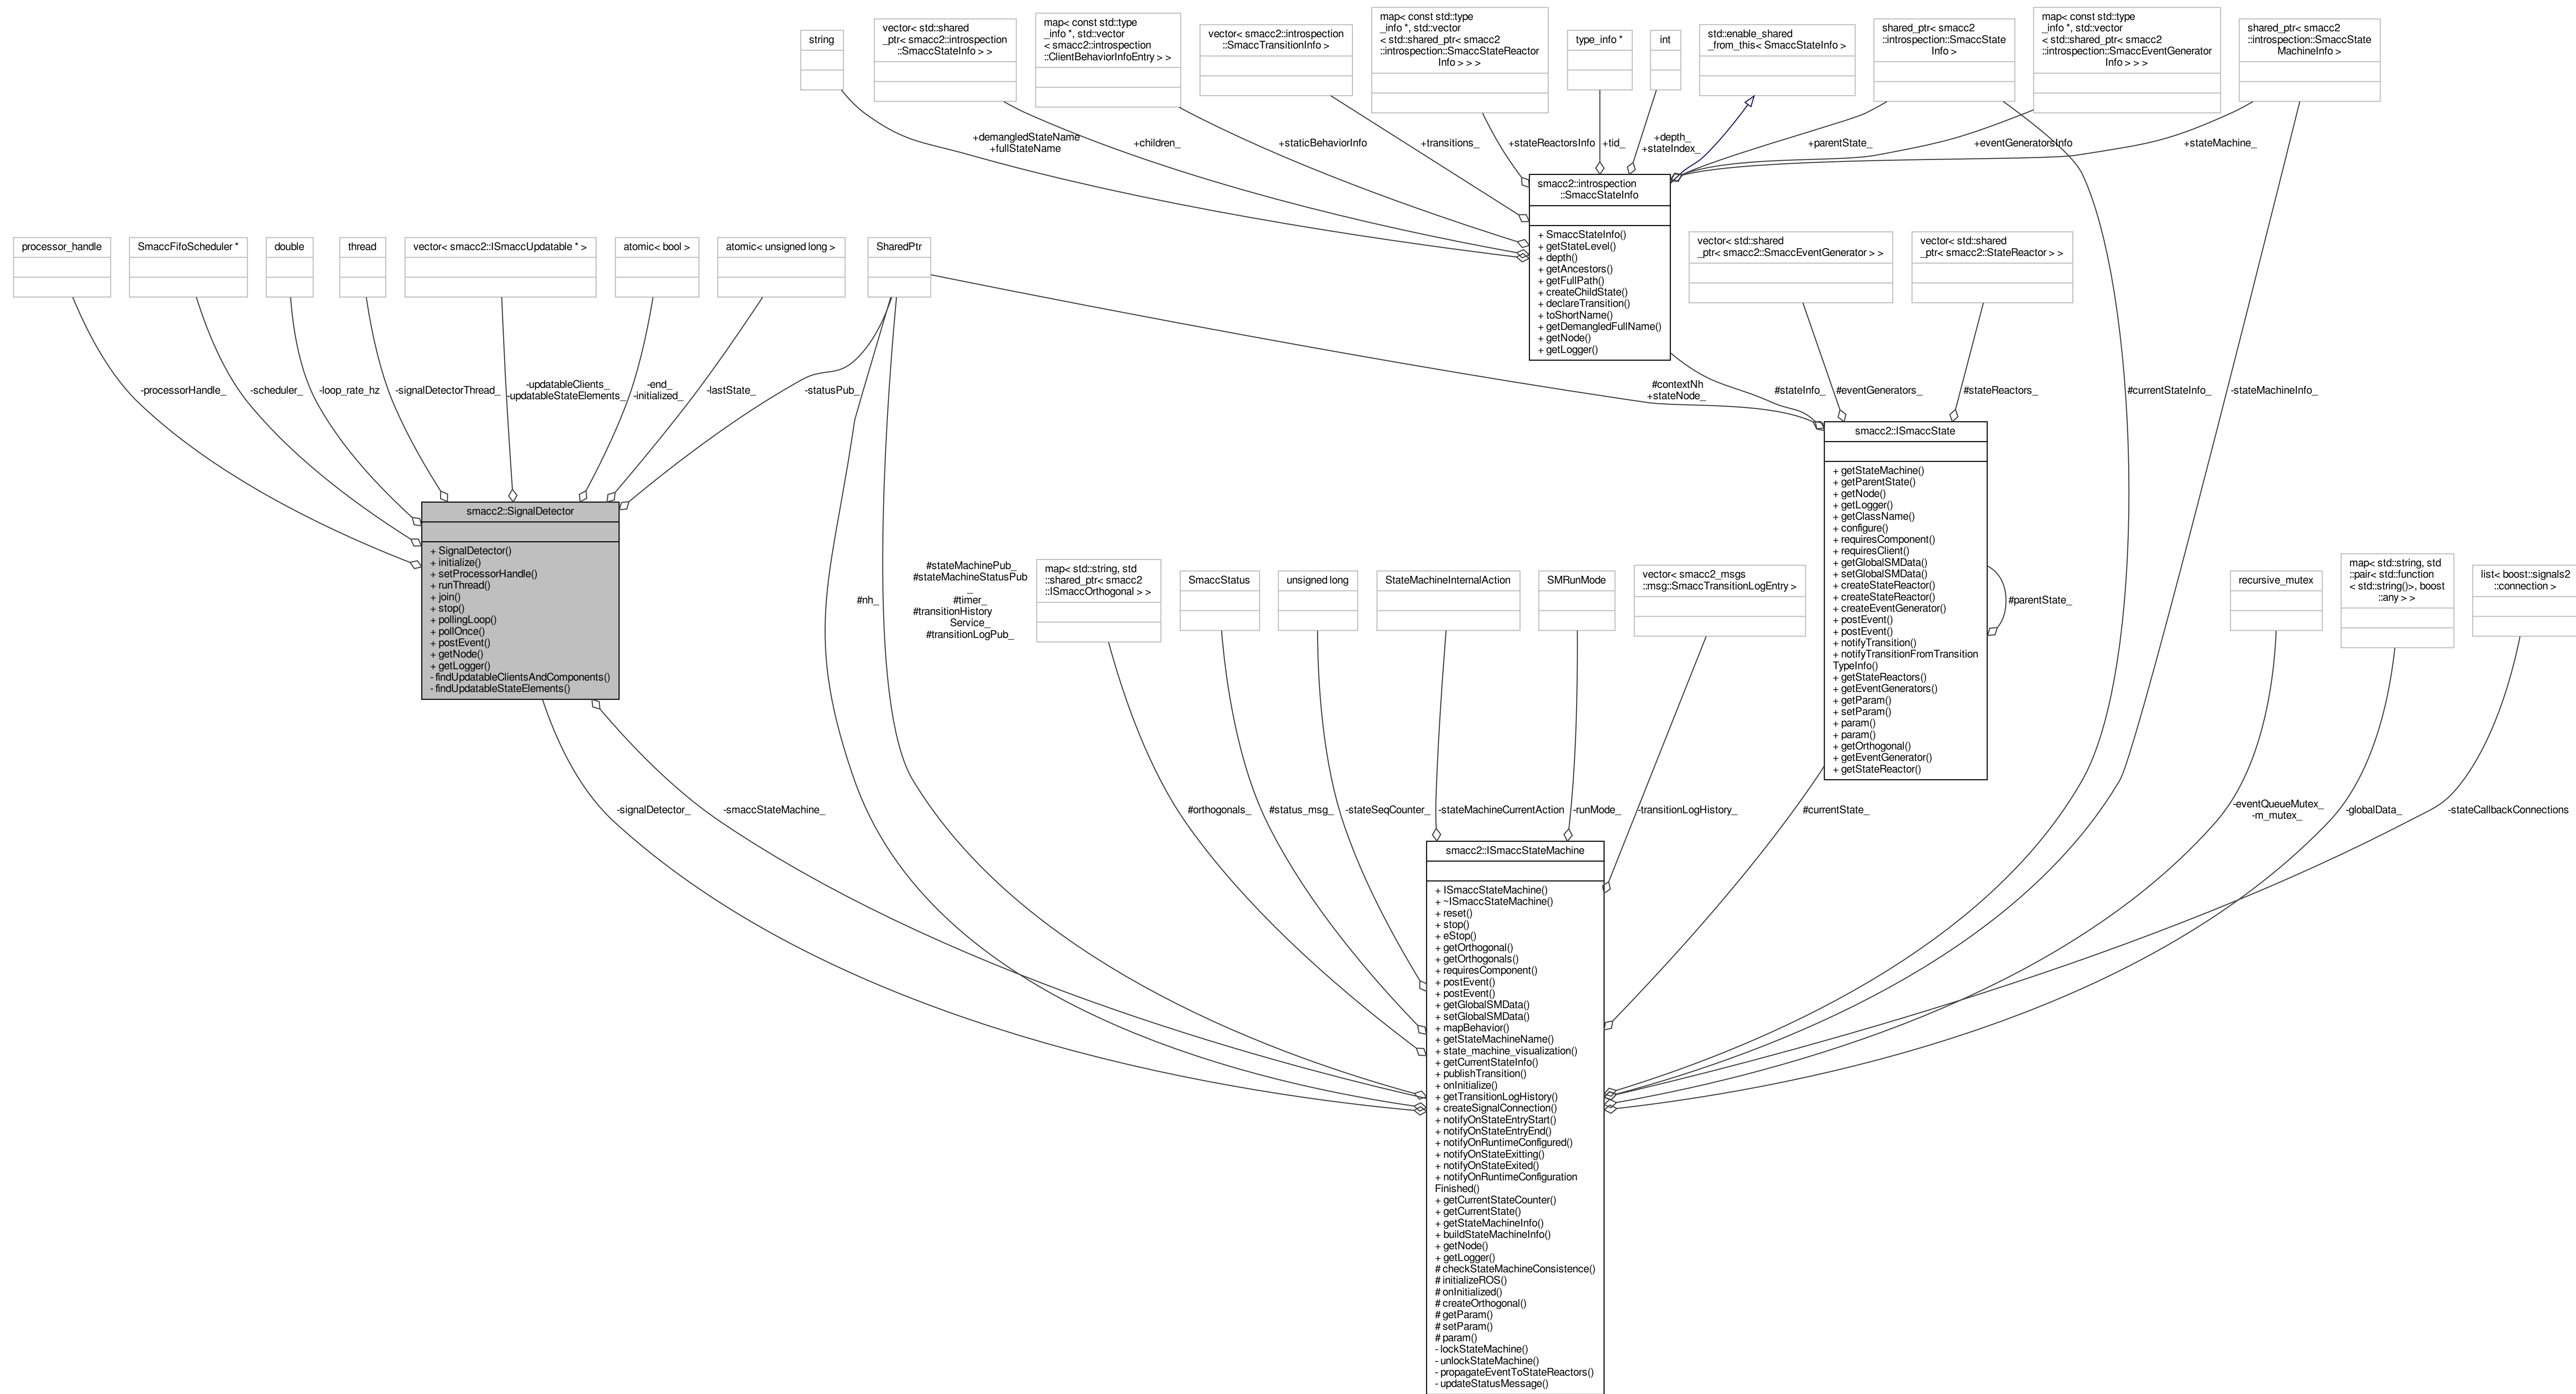 string
vector< std::shared
_ptr< smacc2::introspection
::SmaccStateInfo > >
map< const std::type
_info *, std::vector
< smacc2::introspection
::ClientBehaviorInfoEntry > >
vector< smacc2::introspection
::SmaccTransitionInfo >
map< const std::type
_info *, std::vector
< std::shared_ptr< smacc2
::introspection::SmaccStateReactor
Info > > >
type_info *
int
std::enable_shared
_from_this< SmaccStateInfo >
shared_ptr< smacc2
::introspection::SmaccState
Info >
map< const std::type
_info *, std::vector
< std::shared_ptr< smacc2
::introspection::SmaccEventGenerator
Info > > >
shared_ptr< smacc2
::introspection::SmaccState
MachineInfo >
+demangledStateName
+fullStateName
+children_
+staticBehaviorInfo
+transitions_
+stateReactorsInfo
+tid_
+depth_
+stateIndex_
+parentState_
+eventGeneratorsInfo
+stateMachine_
smacc2::introspection
::SmaccStateInfo
+ SmaccStateInfo()
+ getStateLevel()
+ depth()
+ getAncestors()
+ getFullPath()
+ createChildState()
+ declareTransition()
+ toShortName()
+ getDemangledFullName()
+ getNode()
+ getLogger()
processor_handle
SmaccFifoScheduler *
double
thread
vector< smacc2::ISmaccUpdatable * >
atomic< bool >
atomic< unsigned long >
SharedPtr
vector< std::shared
_ptr< smacc2::SmaccEventGenerator > >
vector< std::shared
_ptr< smacc2::StateReactor > >
-processorHandle_
-scheduler_
-loop_rate_hz
-signalDetectorThread_
-updatableClients_
-updatableStateElements_
-end_
-initialized_
-lastState_
-statusPub_
#contextNh
+stateNode_
#stateInfo_
#eventGenerators_
#stateReactors_
#currentStateInfo_
-stateMachineInfo_
smacc2::ISmaccState
+ getStateMachine()
+ getParentState()
+ getNode()
+ getLogger()
+ getClassName()
+ configure()
+ requiresComponent()
+ requiresClient()
+ getGlobalSMData()
+ setGlobalSMData()
+ createStateReactor()
+ createStateReactor()
+ createEventGenerator()
+ postEvent()
+ postEvent()
+ notifyTransition()
+ notifyTransitionFromTransition
TypeInfo()
+ getStateReactors()
+ getEventGenerators()
+ getParam()
+ setParam()
+ param()
+ param()
+ getOrthogonal()
+ getEventGenerator()
+ getStateReactor()
#parentState_
smacc2::SignalDetector
+ SignalDetector()
+ initialize()
+ setProcessorHandle()
+ runThread()
+ join()
+ stop()
+ pollingLoop()
+ pollOnce()
+ postEvent()
+ getNode()
+ getLogger()
- findUpdatableClientsAndComponents()
- findUpdatableStateElements()
#nh_
#stateMachinePub_
#stateMachineStatusPub
_
#timer_
#transitionHistory
Service_
#transitionLogPub_
map< std::string, std
::shared_ptr< smacc2
::ISmaccOrthogonal > >
SmaccStatus
unsigned long
StateMachineInternalAction
SMRunMode
vector< smacc2_msgs
::msg::SmaccTransitionLogEntry >
recursive_mutex
map< std::string, std
::pair< std::function
< std::string()>, boost
::any > >
list< boost::signals2
::connection >
-signalDetector_
-smaccStateMachine_
#orthogonals_
#status_msg_
-stateSeqCounter_
-stateMachineCurrentAction
-runMode_
-transitionLogHistory_
#currentState_
-eventQueueMutex_
-m_mutex_
-globalData_
-stateCallbackConnections
smacc2::ISmaccStateMachine
+ ISmaccStateMachine()
+ ~ISmaccStateMachine()
+ reset()
+ stop()
+ eStop()
+ getOrthogonal()
+ getOrthogonals()
+ requiresComponent()
+ postEvent()
+ postEvent()
+ getGlobalSMData()
+ setGlobalSMData()
+ mapBehavior()
+ getStateMachineName()
+ state_machine_visualization()
+ getCurrentStateInfo()
+ publishTransition()
+ onInitialize()
+ getTransitionLogHistory()
+ createSignalConnection()
+ notifyOnStateEntryStart()
+ notifyOnStateEntryEnd()
+ notifyOnRuntimeConfigured()
+ notifyOnStateExitting()
+ notifyOnStateExited()
+ notifyOnRuntimeConfiguration
Finished()
+ getCurrentStateCounter()
+ getCurrentState()
+ getStateMachineInfo()
+ buildStateMachineInfo()
+ getNode()
+ getLogger()
# checkStateMachineConsistence()
# initializeROS()
# onInitialized()
# createOrthogonal()
# getParam()
# setParam()
# param()
- lockStateMachine()
- unlockStateMachine()
- propagateEventToStateReactors()
- updateStatusMessage()